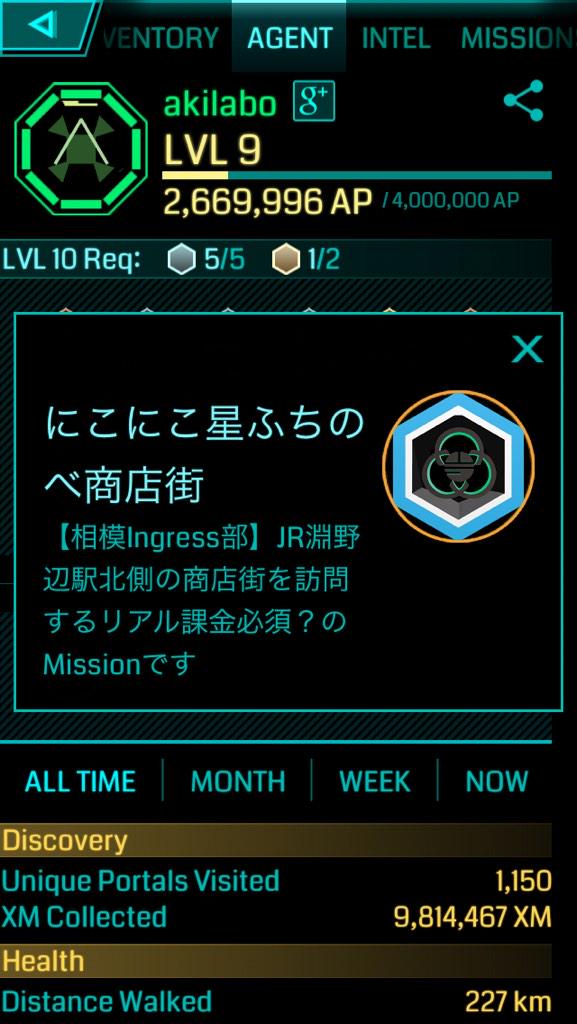 VENTORY AGENT INTEL MISSION
akilabo g+
LVL 9
2,669,996 AP / 4,000,000 AP
LVL 10 Req: 5/5 1/2
X
にこにこ星ふちの
べ商店街
【相模Ingress部】JR淵野
辺駅北側の商店街を訪問
するリアル課金必須？の
Missionです
ALL TIME MONTH WEEK NOW
Discovery
Unique Portals Visited 1,150
XM Collected 9,814,467 XM
Health
Distance Walked 227 km